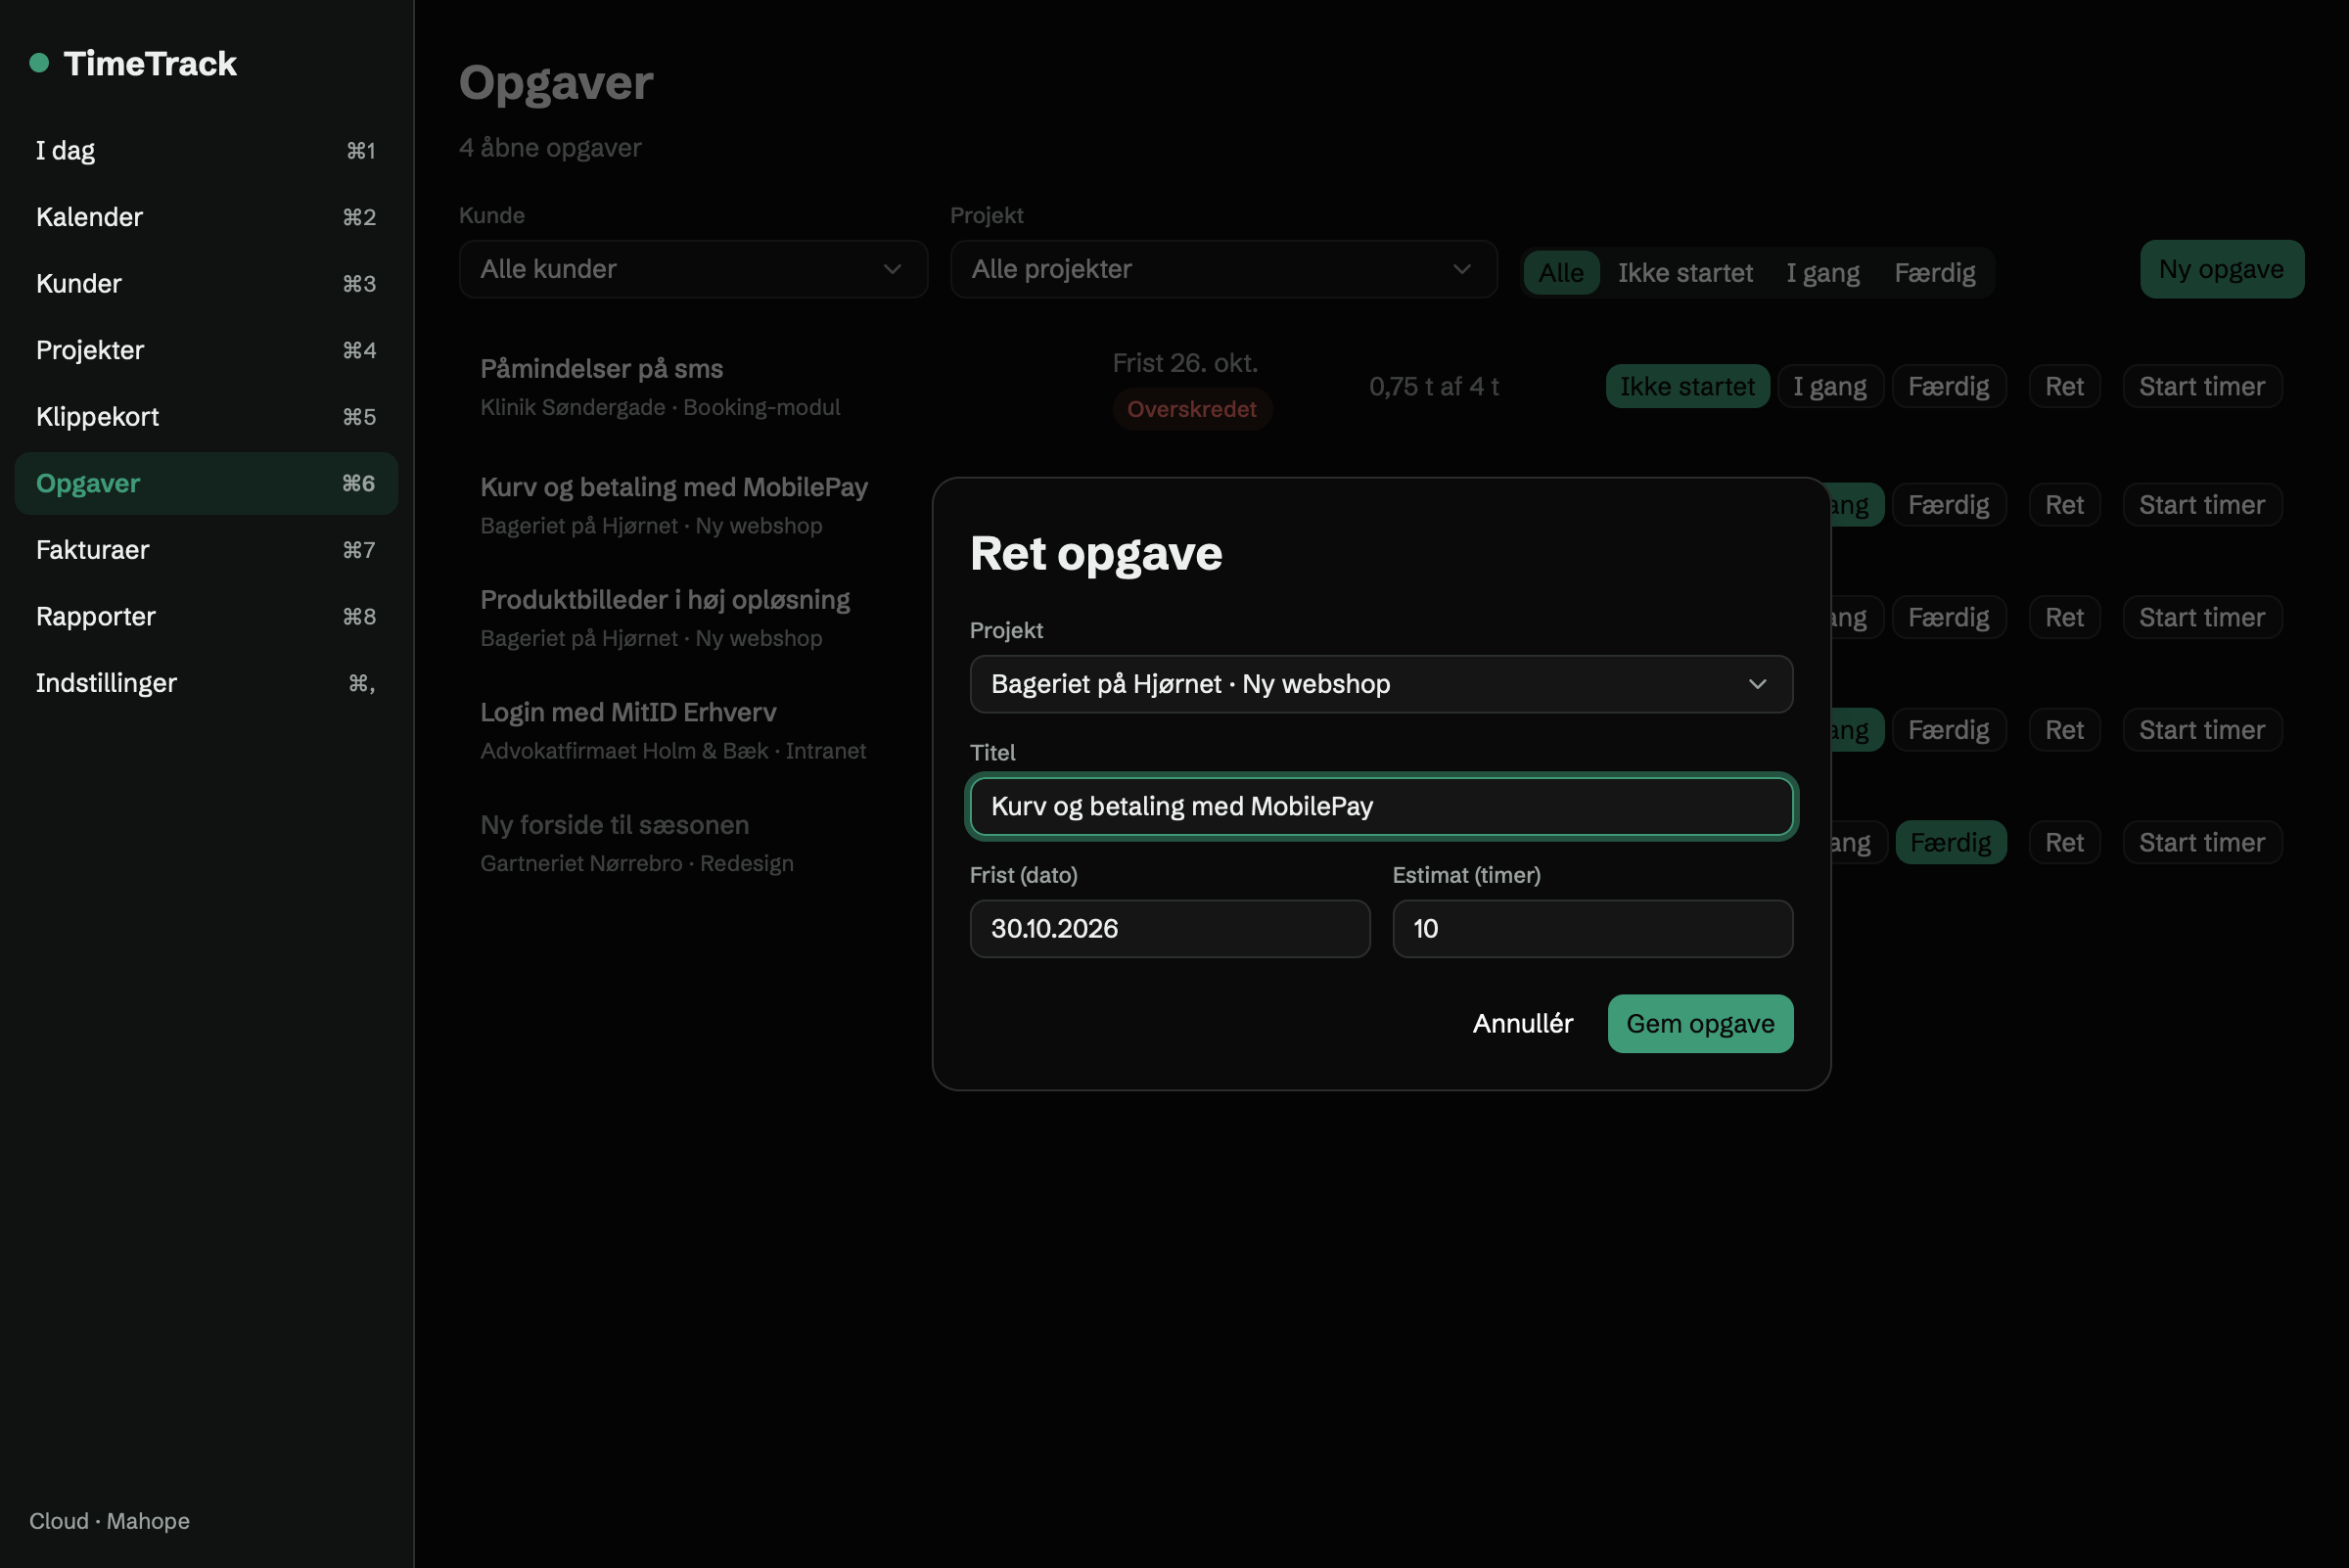 TimeTrack
I dag ⌘1
Kalender ⌘2
Kunder ⌘3
Projekter ⌘4
Klippekort ⌘5
Opgaver ⌘6
Fakturaer ⌘7
Rapporter ⌘8
Indstillinger ⌘,
Cloud · Mahope
Opgaver
4 åbne opgaver
Kunde Projekt
Alle kunder Alle projekter Alle Ikke startet I gang Færdig Ny opgave
Påmindelser på sms
Klinik Søndergade · Booking-modul
Frist 26. okt.
Overskredet
0,75 t af 4 t
Ikke startet I gang Færdig Ret Start timer
Kurv og betaling med MobilePay
Bageriet på Hjørnet · Ny webshop
Færdig Ret Start timer
Produktbilleder i høj opløsning
Bageriet på Hjørnet · Ny webshop
Færdig Ret Start timer
Login med MitID Erhverv
Advokatfirmaet Holm & Bæk · Intranet
Færdig Ret Start timer
Ny forside til sæsonen
Gartneriet Nørrebro · Redesign
Færdig Ret Start timer
Ret opgave
Projekt
Bageriet på Hjørnet · Ny webshop
Titel
Kurv og betaling med MobilePay
Frist (dato) Estimat (timer)
30.10.2026 10
Annullér Gem opgave